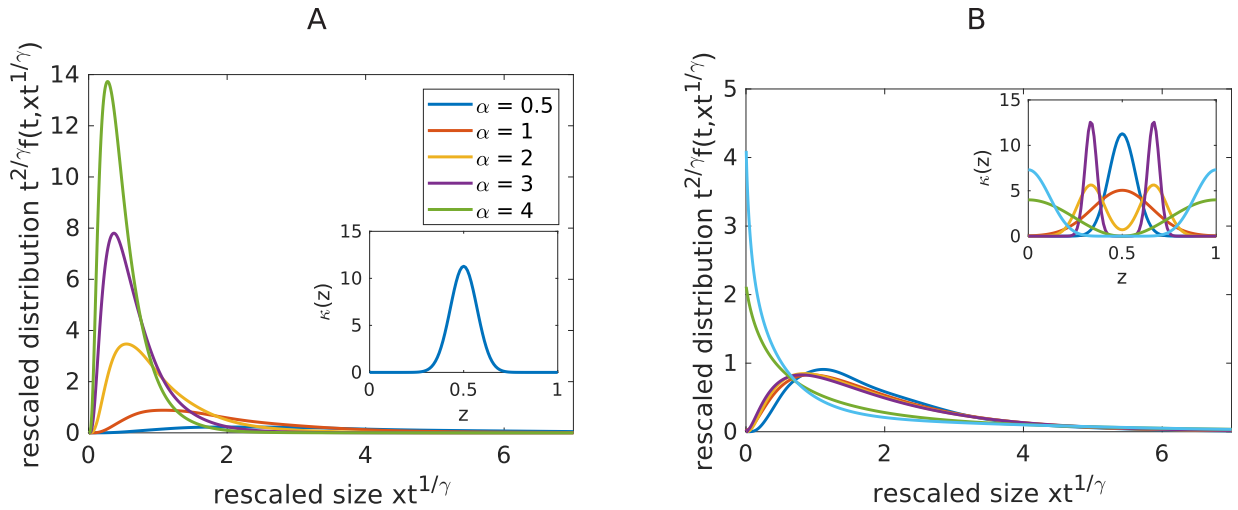 A
rescaled distribution t^{2/γ}f(t,xt^{1/γ})
14
12
10
8
6
4
2
0
0 2 4 6
rescaled size xt^{1/γ}
α = 0.5
α = 1
α = 2
α = 3
α = 4
κ(z)
15
10
5
0
0 0.5 1
z
B
rescaled distribution t^{2/γ}f(t,xt^{1/γ})
5
4
3
2
1
0
0 2 4 6
rescaled size xt^{1/γ}
κ(z)
15
10
5
0
0 0.5 1
z